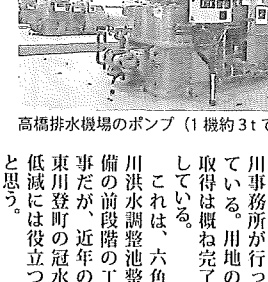 高橋排水機場のポンプ（1機約3tで
川事務所が行っ
ている。用地の
取得は概ね完了
している。
これは、六角
川洪水調整池整
備の前段階の工
事だが、近年の
東川登町の冠水
低減には役立つ
と思う。